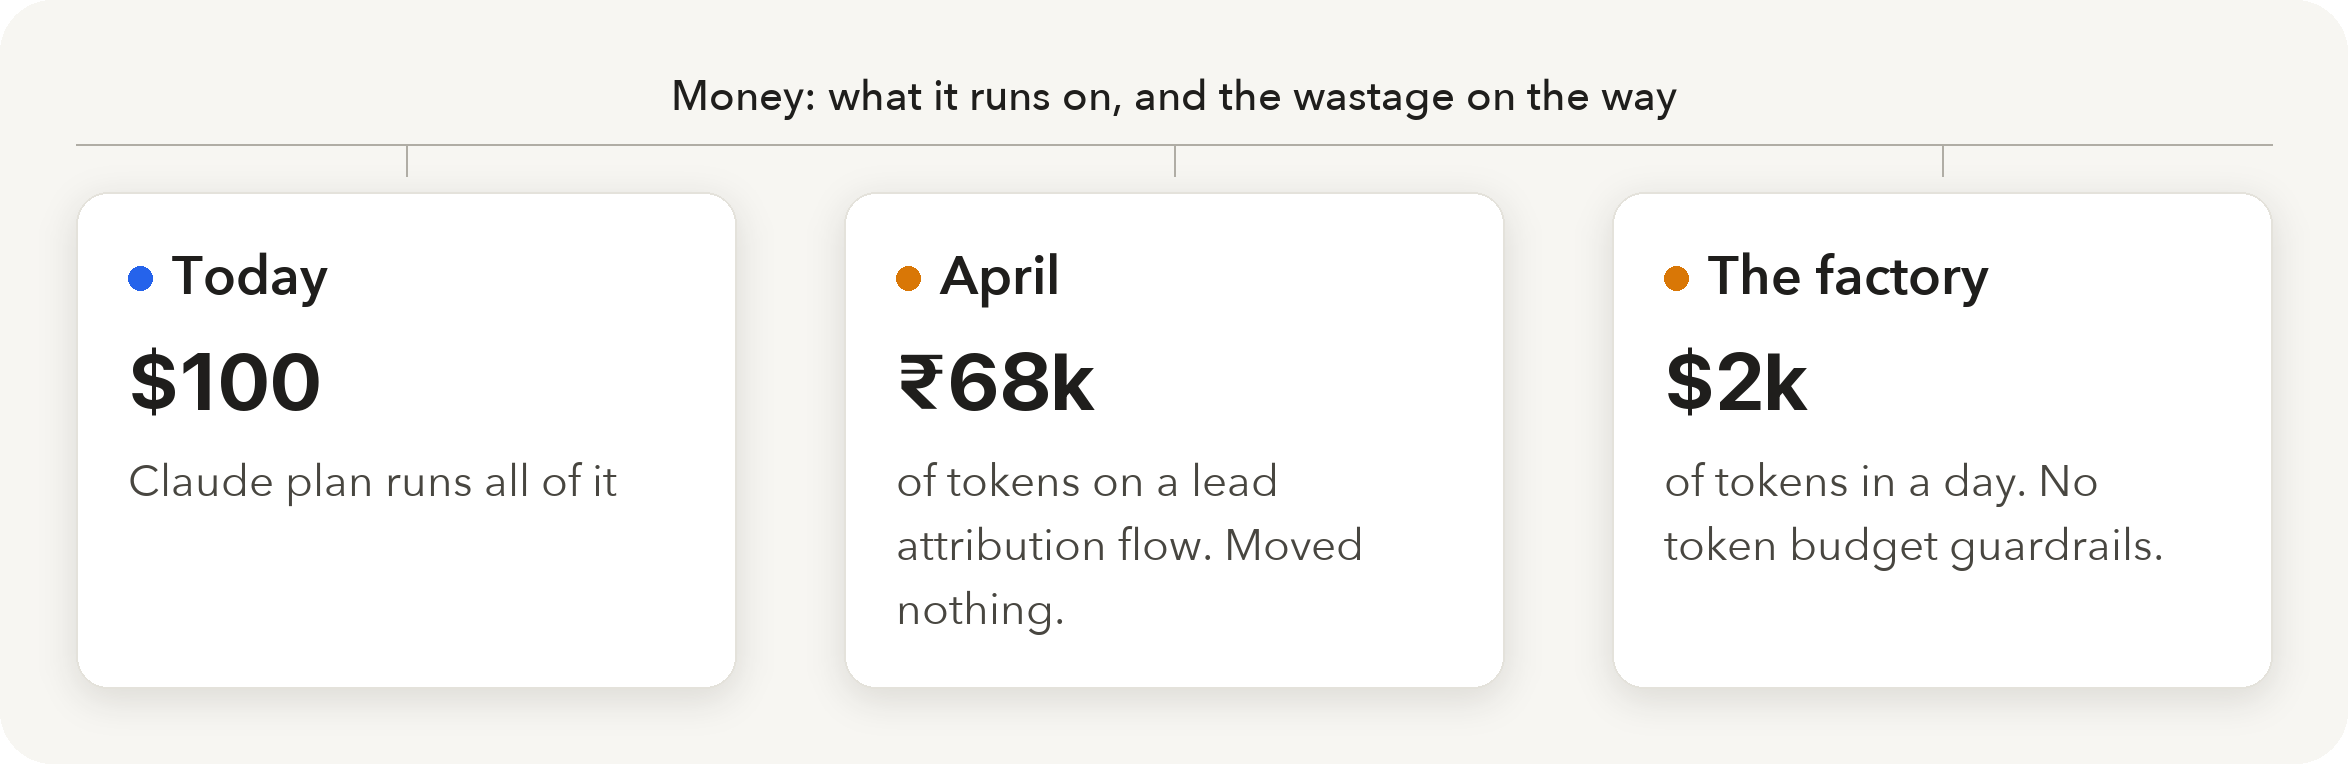 Money: what it runs on, and the wastage on the way
Today
$100
Claude plan runs all of it
April
₹68k
of tokens on a lead
attribution flow. Moved
nothing.
The factory
$2k
of tokens in a day. No
token budget guardrails.